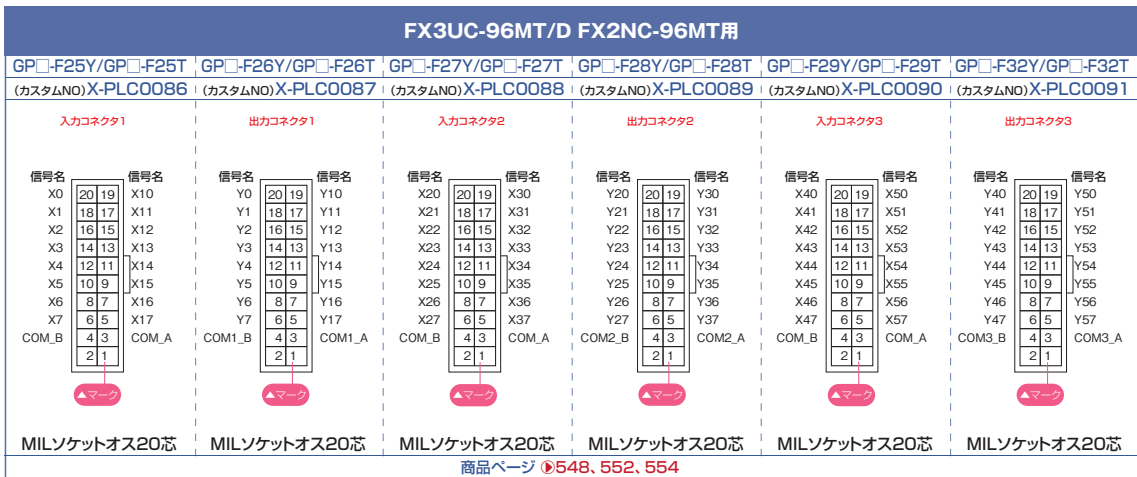 FX3UC-96MT/D FX2NC-96MT用
GP□-F25Y/GP□-F25T GP□-F26Y/GP□-F26T GP□-F27Y/GP□-F27T GP□-F28Y/GP□-F28T GP□-F29Y/GP□-F29T GP□-F32Y/GP□-F32T
(カスタムNO)X-PLC0086 (カスタムNO)X-PLC0087 (カスタムNO)X-PLC0088 (カスタムNO)X-PLC0089 (カスタムNO)X-PLC0090 (カスタムNO)X-PLC0091
入力コネクタ1 出力コネクタ1 入力コネクタ2 出力コネクタ2 入力コネクタ3 出力コネクタ3
信号名 信号名 信号名 信号名 信号名 信号名 信号名 信号名 信号名 信号名 信号名 信号名
X0 20 19 X10 Y0 20 19 Y10 X20 20 19 X30 Y20 20 19 Y30 X40 20 19 X50 Y40 20 19 Y50
X1 18 17 X11 Y1 18 17 Y11 X21 18 17 X31 Y21 18 17 Y31 X41 18 17 X51 Y41 18 17 Y51
X2 16 15 X12 Y2 16 15 Y12 X22 16 15 X32 Y22 16 15 Y32 X42 16 15 X52 Y42 16 15 Y52
X3 14 13 X13 Y3 14 13 Y13 X23 14 13 X33 Y23 14 13 Y33 X43 14 13 X53 Y43 14 13 Y53
X4 12 11 X14 Y4 12 11 Y14 X24 12 11 X34 Y24 12 11 Y34 X44 12 11 X54 Y44 12 11 Y54
X5 10 9 X15 Y5 10 9 Y15 X25 10 9 X35 Y25 10 9 Y35 X45 10 9 X55 Y45 10 9 Y55
X6 8 7 X16 Y6 8 7 Y16 X26 8 7 X36 Y26 8 7 Y36 X46 8 7 X56 Y46 8 7 Y56
X7 6 5 X17 Y7 6 5 Y17 X27 6 5 X37 Y27 6 5 Y37 X47 6 5 X57 Y47 6 5 Y57
COM_B 4 3 COM_A COM1_B 4 3 COM1_A COM_B 4 3 COM_A COM2_B 4 3 COM2_A COM_B 4 3 COM_A COM3_B 4 3 COM3_A
2 1 2 1 2 1 2 1 2 1 2 1
▲マーク ▲マーク ▲マーク ▲マーク ▲マーク ▲マーク
MILソケットオス20芯 MILソケットオス20芯 MILソケットオス20芯 MILソケットオス20芯 MILソケットオス20芯 MILソケットオス20芯
商品ページ 548、552、554